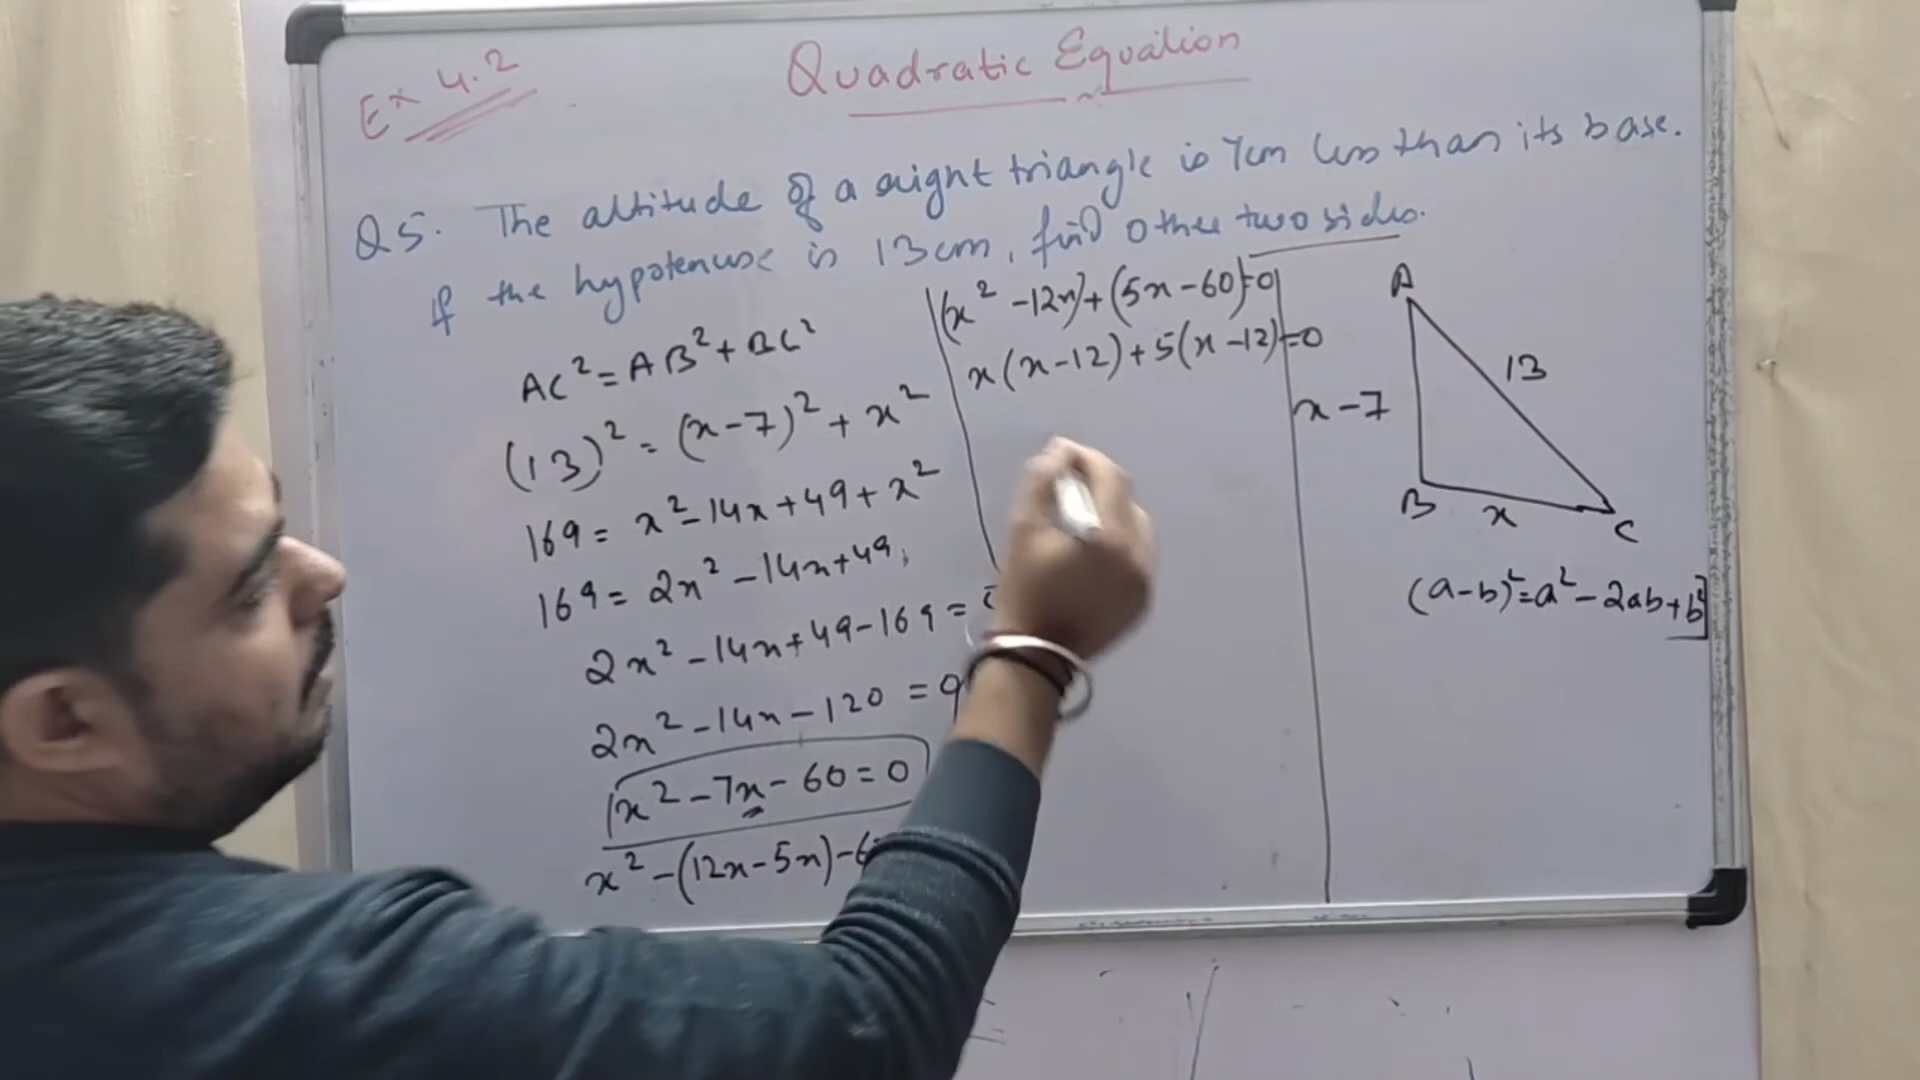 Ex 4.2
Quadratic Equation
Q5. The altitude of a right triangle is 7cm less than its base.
If the hypotenuse is 13cm, find other two sides.
AC² = AB² + BC²
(13)² = (x-7)² + x²
169 = x² - 14x + 49 + x²
169 = 2x² - 14x + 49
2x² - 14x + 49 - 169 = 0
2x² - 14x - 120 = 0
x² - 7x - 60 = 0
x² - (12x - 5x) - 6
(x² - 12x) + (5x - 60) = 0
x(x-12) + 5(x-12) = 0
A
13
x - 7
B
x
C
(a-b)² = a² - 2ab + b²